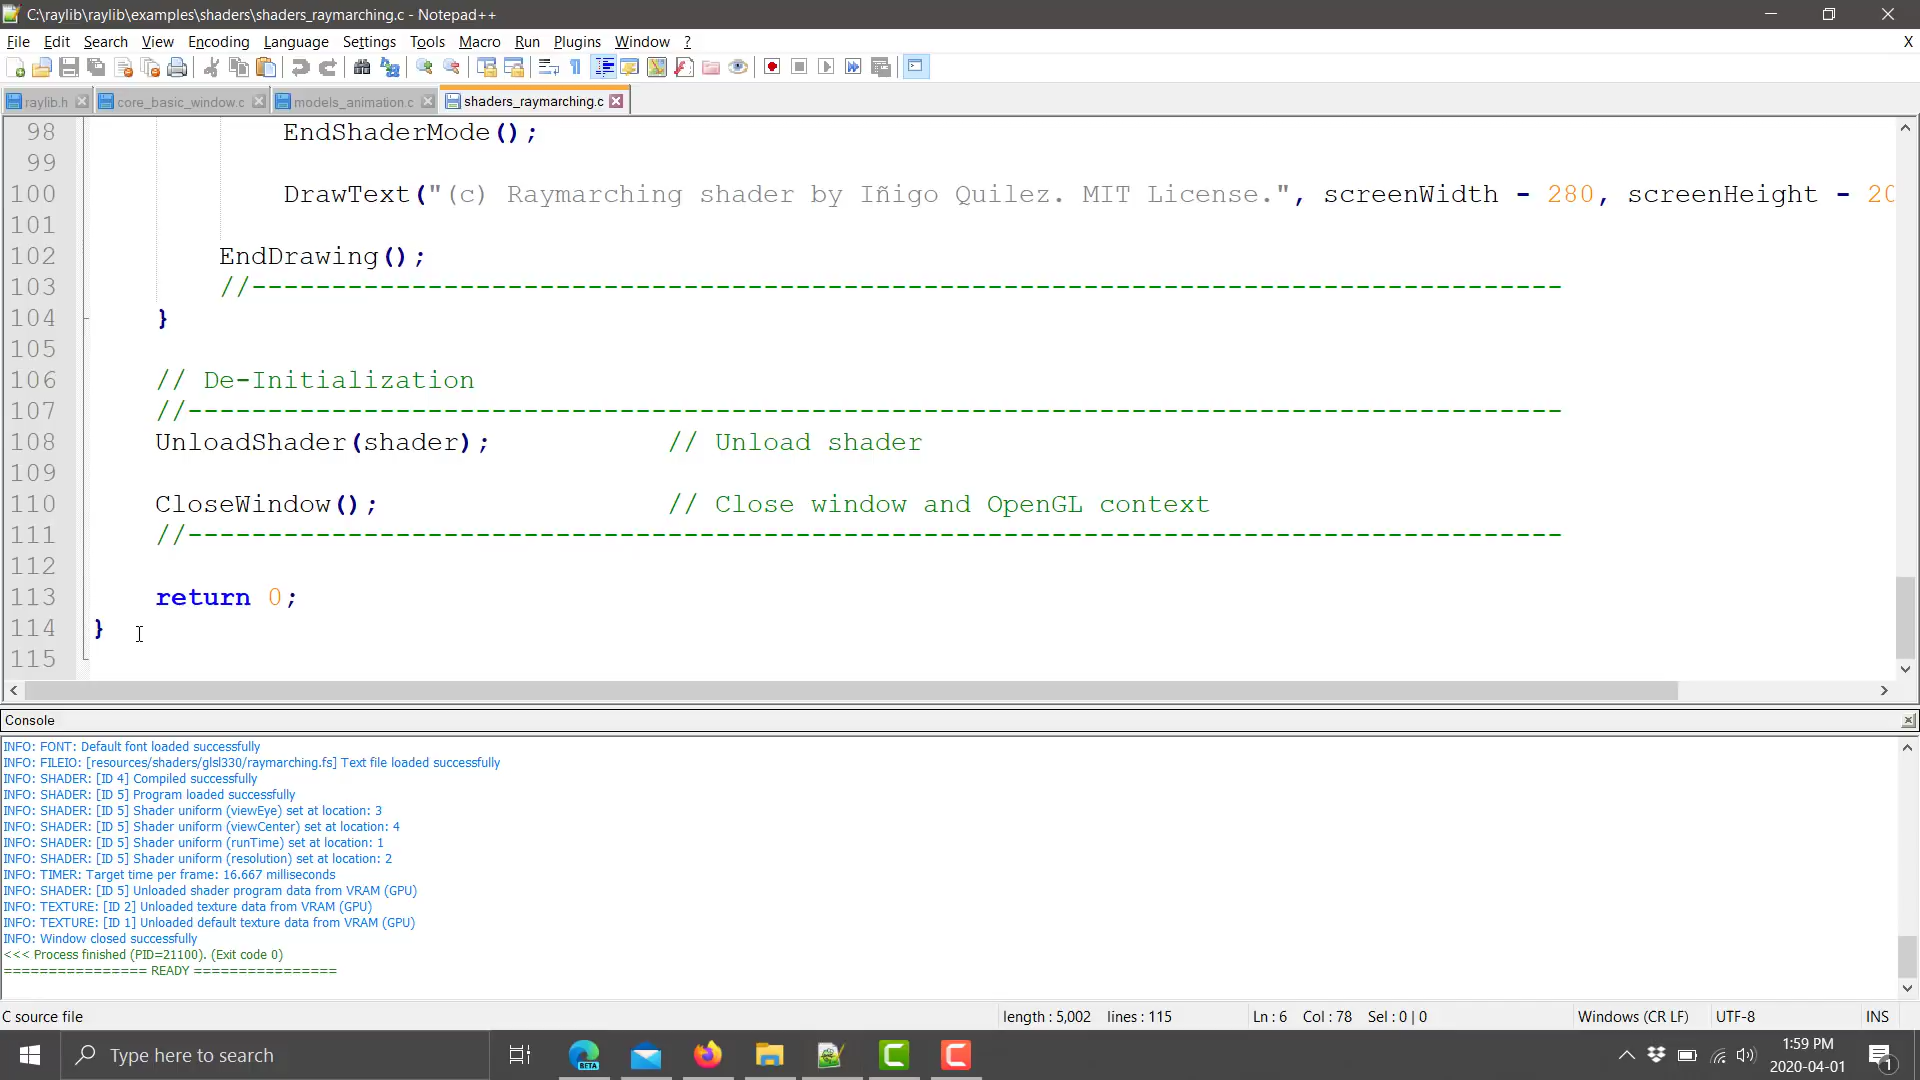 C:\raylib\raylib\examples\shaders\shaders_raymarching.c - Notepad++
File Edit Search View Encoding Language Settings Tools Macro Run Plugins Window ? X
raylib.h core_basic_window.c models_animation.c shaders_raymarching.c
98 EndShaderMode();
99
100 DrawText("(c) Raymarching shader by Iñigo Quilez. MIT License.", screenWidth - 280, screenHeight - 20
101
102 EndDrawing();
103 //----------------------------------------------------------------------------------
104 }
105
106 // De-Initialization
107 //--------------------------------------------------------------------------------------
108 UnloadShader(shader); // Unload shader
109
110 CloseWindow(); // Close window and OpenGL context
111 //--------------------------------------------------------------------------------------
112
113 return 0;
114 }
115
Console
INFO: FONT: Default font loaded successfully
INFO: FILEIO: [resources/shaders/glsl330/raymarching.fs] Text file loaded successfully
INFO: SHADER: [ID 4] Compiled successfully
INFO: SHADER: [ID 5] Program loaded successfully
INFO: SHADER: [ID 5] Shader uniform (viewEye) set at location: 3
INFO: SHADER: [ID 5] Shader uniform (viewCenter) set at location: 4
INFO: SHADER: [ID 5] Shader uniform (runTime) set at location: 1
INFO: SHADER: [ID 5] Shader uniform (resolution) set at location: 2
INFO: TIMER: Target time per frame: 16.667 milliseconds
INFO: SHADER: [ID 5] Unloaded shader program data from VRAM (GPU)
INFO: TEXTURE: [ID 2] Unloaded texture data from VRAM (GPU)
INFO: TEXTURE: [ID 1] Unloaded default texture data from VRAM (GPU)
INFO: Window closed successfully
<<< Process finished (PID=21100). (Exit code 0)
================ READY ================
C source file length : 5,002 lines : 115 Ln : 6 Col : 78 Sel : 0 | 0 Windows (CR LF) UTF-8 INS
Type here to search
BETA
1:59 PM
2020-04-01
1